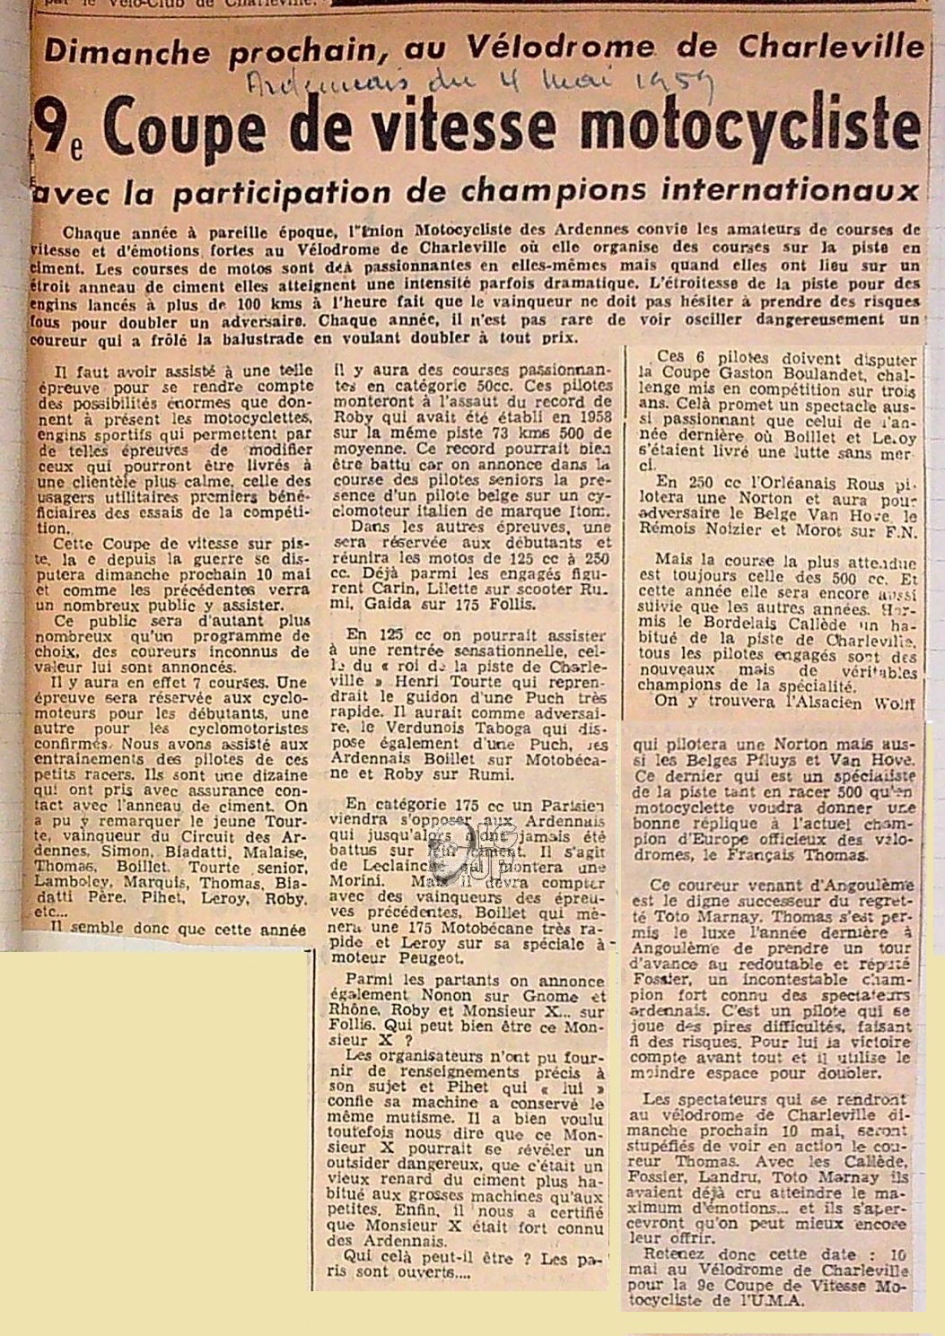 par le Vélo-Club de Charleville.
Dimanche prochain, au Vélodrome de Charleville
Ardennais du 4 mai 1959
9e Coupe de vitesse motocycliste
avec la participation de champions internationaux
Chaque année à pareille époque, l'Union Motocycliste des Ardennes convie les amateurs de courses de
vitesse et d'émotions fortes au Vélodrome de Charleville où elle organise des courses sur la piste en
ciment. Les courses de motos sont déà passionnantes en elles-mêmes mais quand elles ont lieu sur un
étroit anneau de ciment elles atteignent une intensité parfois dramatique. L'étroitesse de la piste pour des
engins lancés à plus de 100 kms à l'heure fait que le vainqueur ne doit pas hésiter à prendre des risques
fous pour doubler un adversaire. Chaque année, il n'est pas rare de voir osciller dangereusement un
coureur qui a frôlé la balustrade en voulant doubler à tout prix.
Il faut avoir assisté à une telle
épreuve pour se rendre compte
des possibilités énormes que don-
nent à présent les motocyclettes,
engins sportifs qui permettent par
de telles épreuves de modifier
ceux qui pourront être livrés à
une clientèle plus calme, celle des
usagers utilitaires premiers béné-
ficiaires des essais de la compéti-
tion.
Cette Coupe de vitesse sur pis-
te, la e depuis la guerre se dis-
putera dimanche prochain 10 mai
et comme les précédentes verra
un nombreux public y assister.
Ce public sera d'autant plus
nombreux qu'un programme de
choix, des coureurs inconnus de
valeur lui sont annoncés.
Il y aura en effet 7 courses. Une
épreuve sera réservée aux cyclo-
moteurs pour les débutants, une
autre pour les cyclomotoristes
confirmés. Nous avons assisté aux
entrainements des pilotes de ces
petits racers. Ils sont une dizaine
qui ont pris avec assurance con-
tact avec l'anneau de ciment. On
a pu y remarquer le jeune Tour-
te, vainqueur du Circuit des Ar-
dennes, Simon, Biadatti, Malaise,
Thomas, Boillet, Tourte senior,
Lamboley, Marquis, Thomas, Bia-
datti Père, Pihet, Leroy, Roby,
etc...
Il semble donc que cette année
il y aura des courses passionnan-
tes en catégorie 50cc. Ces pilotes
monteront à l'assaut du record de
Roby qui avait été établi en 1958
sur la même piste 73 kms 500 de
moyenne. Ce record pourrait bien
être battu car on annonce dans la
course des pilotes seniors la pre-
sence d'un pilote belge sur un cy-
clomoteur italien de marque Itom.
Dans les autres épreuves, une
sera réservée aux débutants et
réunira les motos de 125 cc à 250
cc. Déjà parmi les engagés figu-
rent Carin, Lilette sur scooter Ru-
mi, Gaida sur 175 Follis.
En 125 cc on pourrait assister
à une rentrée sensationnelle, cel-
le du « roi de la piste de Charle-
ville » Henri Tourte qui repren-
drait le guidon d'une Puch très
rapide. Il aurait comme adversai-
re, le Verdunois Taboga qui dis-
pose également d'une Puch, les
Ardennais Boillet sur Motobéca-
ne et Roby sur Rumi.
En catégorie 175 cc un Parisien
viendra s'opposer aux Ardennais
qui jusqu'alors n'ont jamais été
battus sur ciment. Il s'agit
de Leclaince qui montera une
Morini. Mais il devra compter
avec des vainqueurs des épreu-
ves précédentes, Boillet qui mè-
nera une 175 Motobécane très ra-
pide et Leroy sur sa spéciale à
moteur Peugeot.
Parmi les partants on annonce
également Nonon sur Gnome et
Rhône, Roby et Monsieur X... sur
Follis. Qui peut bien être ce Mon-
sieur X ?
Les organisateurs n'ont pu four-
nir de renseignements précis à
son sujet et Pihet qui « lui »
confie sa machine a conservé le
même mutisme. Il a bien voulu
toutefois nous dire que ce Mon-
sieur X pourrait se révéler un
outsider dangereux, que c'était un
vieux renard du ciment plus ha-
bitué aux grosses machines qu'aux
petites. Enfin, il nous a certifié
que Monsieur X était fort connu
des Ardennais.
Qui celà peut-il être ? Les pa-
ris sont ouverts....
Ces 6 pilotes doivent disputer
la Coupe Gaston Boulandet, chal-
lenge mis en compétition sur trois
ans. Celà promet un spectacle aus-
si passionnant que celui de l'an-
née dernière où Boillet et Leroy
s'étaient livré une lutte sans mer
ci.
En 250 cc l'Orléanais Rous pi-
lotera une Norton et aura pour
adversaire le Belge Van Hove, le
Rémois Noizier et Morot sur F.N.
Mais la course la plus attendue
est toujours celle des 500 cc. Et
cette année elle sera encore aussi
suivie que les autres années. Hor-
mis le Bordelais Callède un ha-
bitué de la piste de Charleville,
tous les pilotes engagés sont des
nouveaux mais de véritables
champions de la spécialité.
On y trouvera l'Alsacien Wolff
qui pilotera une Norton mais aus-
si les Belges Pfluys et Van Hove.
Ce dernier qui est un spécialiste
de la piste tant en racer 500 qu'en
motocyclette voudra donner une
bonne réplique à l'actuel cham-
pion d'Europe officieux des vélo-
dromes, le Français Thomas.
Ce coureur venant d'Angoulême
est le digne successeur du regret-
té Toto Marnay. Thomas s'est per-
mis le luxe l'année dernière à
Angoulême de prendre un tour
d'avance au redoutable et réputé
Fossier, un incontestable cham-
pion fort connu des spectateurs
ardennais. C'est un pilote qui se
joue des pires difficultés, faisant
fi des risques. Pour lui la victoire
compte avant tout et il utilise le
moindre espace pour doubler.
Les spectateurs qui se rendront
au vélodrome de Charleville di-
manche prochain 10 mai, seront
stupéfiés de voir en action le cou-
reur Thomas. Avec les Callède,
Fossier, Landru, Toto Marnay ils
avaient déjà cru atteindre le ma-
ximum d'émotions... et ils s'aper-
cevront qu'on peut mieux encore
leur offrir.
Retenez donc cette date : 10
mai au Vélodrome de Charleville
pour la 9e Coupe de Vitesse Mo-
tocycliste de l'U.M.A.